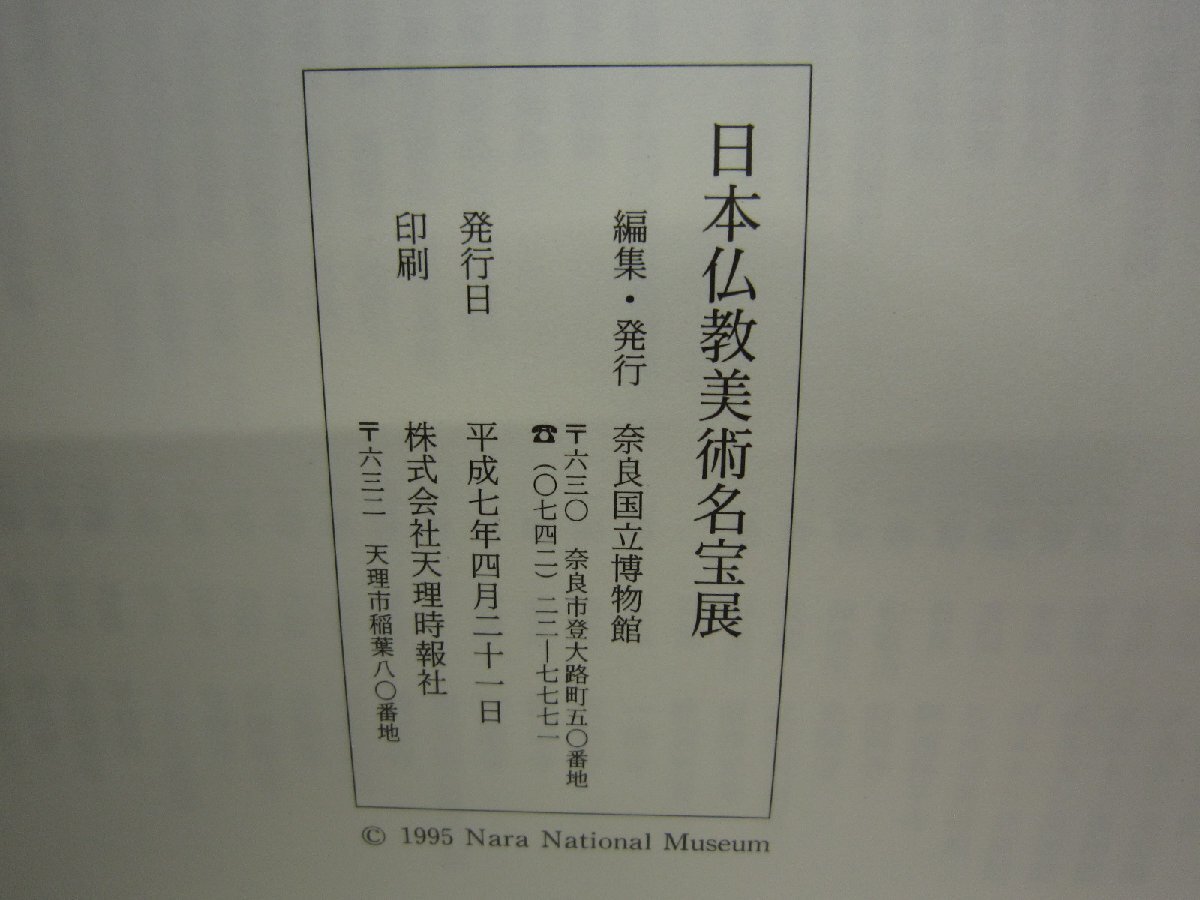 日本仏教美術名宝展
編集・発行　奈良国立博物館
〒六三〇　奈良市登大路町五〇番地
☎（〇七四二）二二―七七七一
発行日　平成七年四月二十一日
印刷　株式会社天理時報社
〒六三二　天理市稲葉八〇番地
© 1995 Nara National Museum